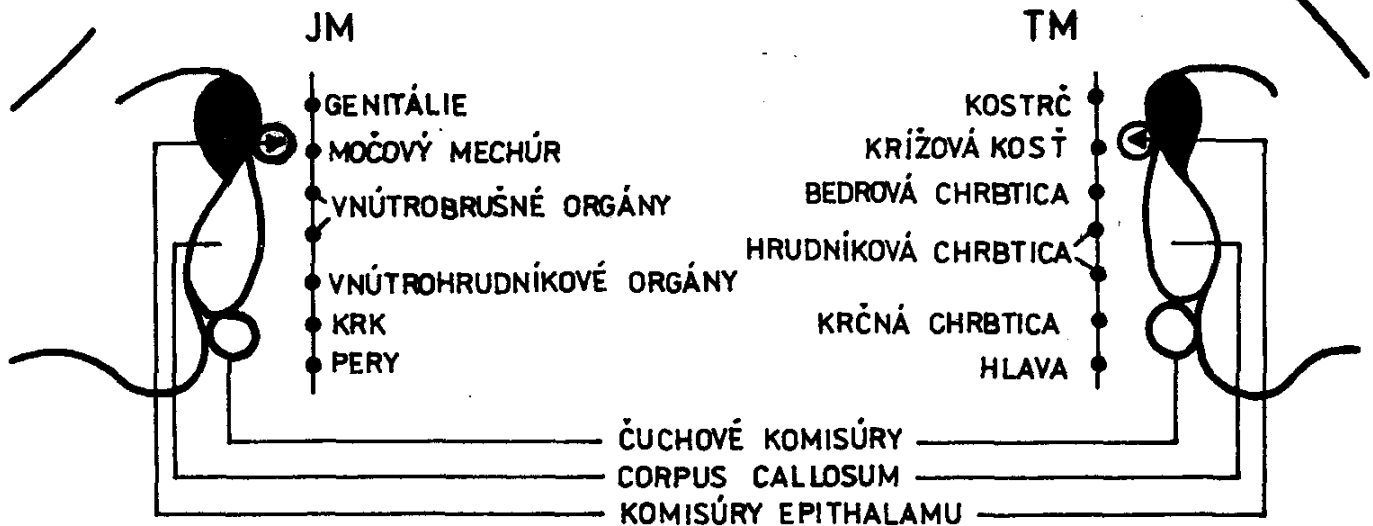 JM
GENITÁLIE
MOČOVÝ MECHÚR
VNÚTROBRUŠNÉ ORGÁNY
VNÚTROHRUDNÍKOVÉ ORGÁNY
KRK
PERY
TM
KOSTRČ
KRÍŽOVÁ KOSŤ
BEDROVÁ CHRBTICA
HRUDNÍKOVÁ CHRBTICA
KRČNÁ CHRBTICA
HLAVA
ČUCHOVÉ KOMISÚRY
CORPUS CALLOSUM
KOMISÚRY EPITHALAMU